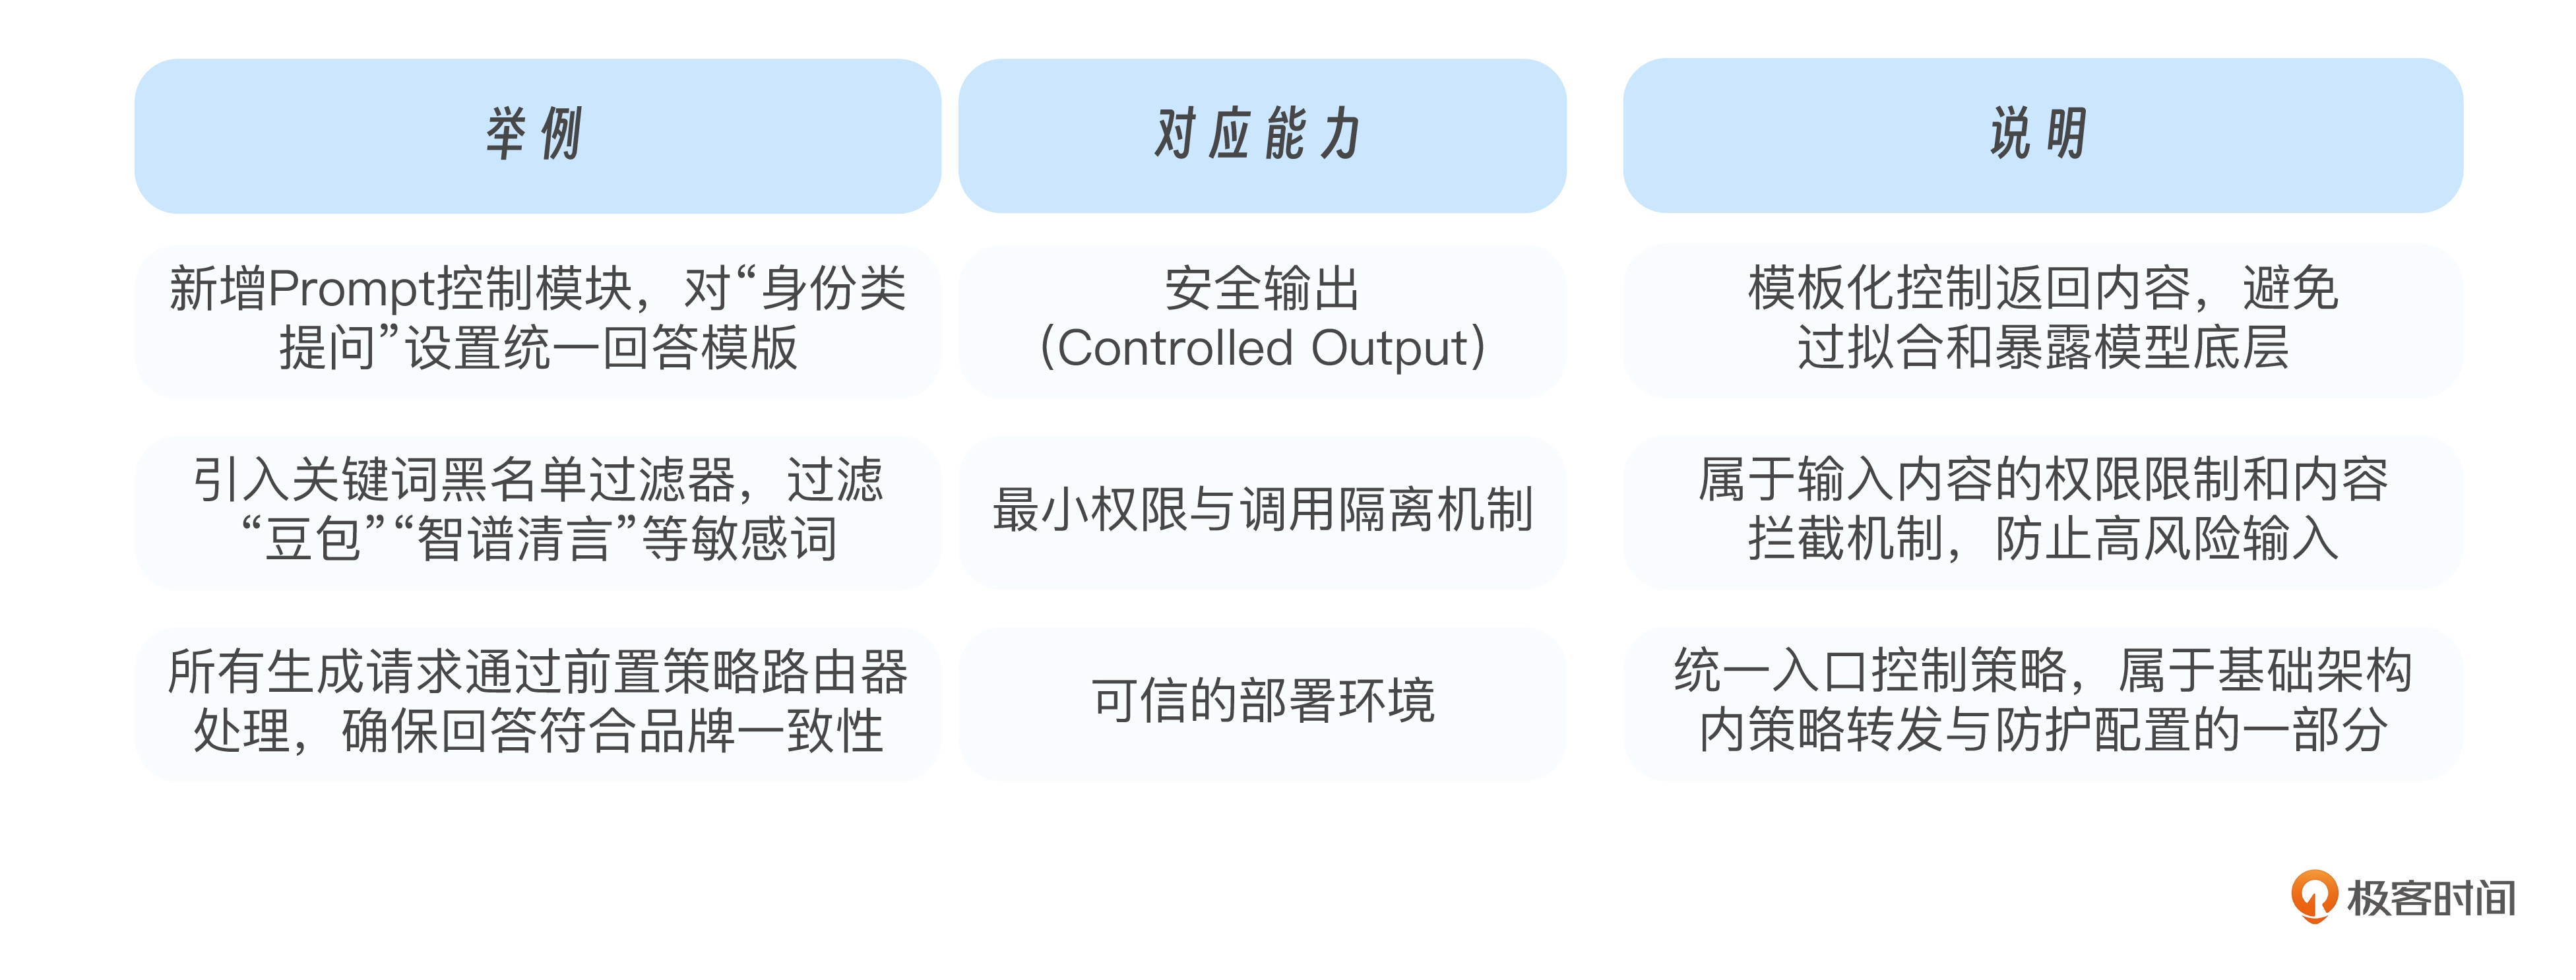 举例
对应能力
说明
新增Prompt控制模块，对“身份类
提问”设置统一回答模版
安全输出
(Controlled Output)
模板化控制返回内容，避免
过拟合和暴露模型底层
引入关键词黑名单过滤器，过滤
“豆包”“智谱清言”等敏感词
最小权限与调用隔离机制
属于输入内容的权限限制和内容
拦截机制，防止高风险输入
所有生成请求通过前置策略路由器
处理，确保回答符合品牌一致性
可信的部署环境
统一入口控制策略，属于基础架构
内策略转发与防护配置的一部分
极客时间